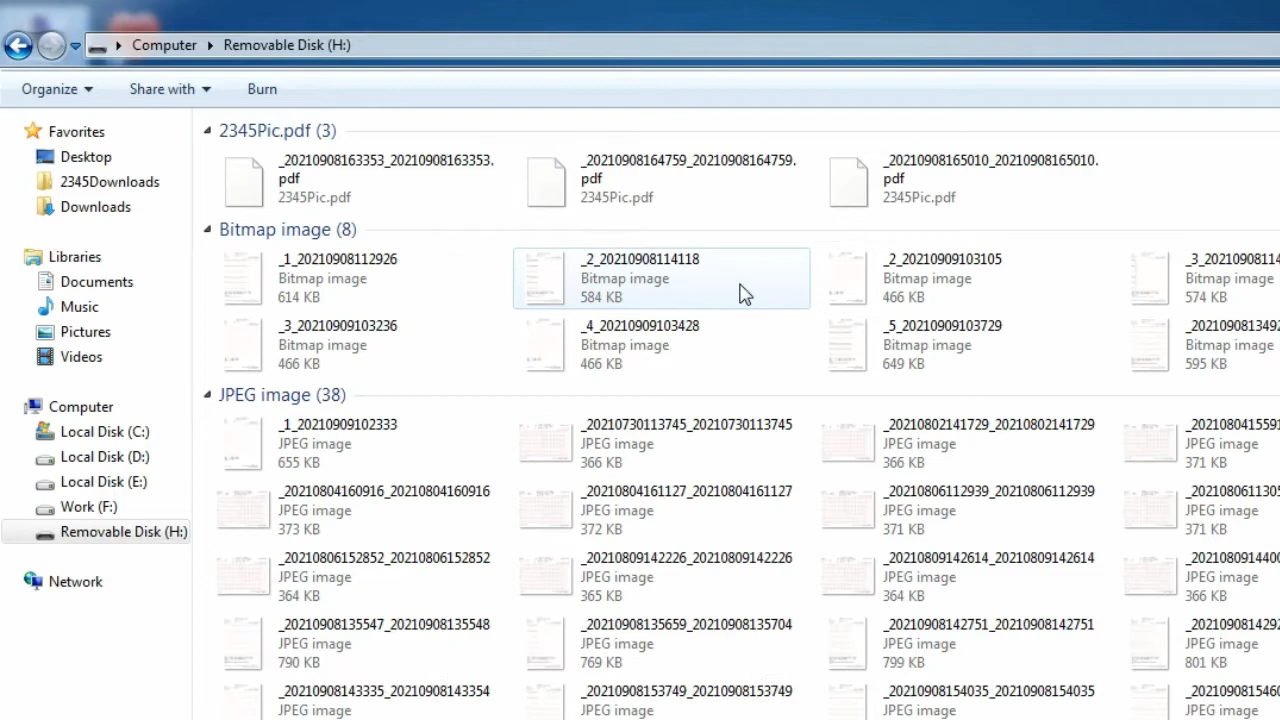 Computer
Removable Disk (H:)
Organize
Share with
Burn
Favorites
Desktop
2345Downloads
Downloads
Libraries
Documents
Music
Pictures
Videos
Computer
Local Disk (C:)
Local Disk (D:)
Local Disk (E:)
Work (F:)
Removable Disk (H:)
Network
2345Pic.pdf (3)
_20210908163353_20210908163353.
pdf
2345Pic.pdf
_20210908164759_20210908164759.
pdf
2345Pic.pdf
_20210908165010_20210908165010.
pdf
2345Pic.pdf
Bitmap image (8)
_1_20210908112926
Bitmap image
614 KB
_2_20210908114118
Bitmap image
584 KB
_2_20210909103105
Bitmap image
466 KB
_3_20210908114
Bitmap image
574 KB
_3_20210909103236
Bitmap image
466 KB
_4_20210909103428
Bitmap image
466 KB
_5_20210909103729
Bitmap image
649 KB
Bitmap image
595 KB
JPEG image (38)
_1_20210909102333
JPEG image
655 KB
_20210730113745_20210730113745
JPEG image
366 KB
_20210802141729_20210802141729
JPEG image
366 KB
JPEG image
371 KB
_20210804160916_20210804160916
JPEG image
373 KB
_20210804161127_20210804161127
JPEG image
372 KB
_20210806112939_20210806112939
JPEG image
371 KB
JPEG image
371 KB
_20210806152852_20210806152852
JPEG image
364 KB
_20210809142226_20210809142226
JPEG image
365 KB
_20210809142614_20210809142614
JPEG image
364 KB
JPEG image
366 KB
_20210908135547_20210908135548
JPEG image
790 KB
_20210908135659_20210908135704
JPEG image
769 KB
_20210908142751_20210908142751
JPEG image
799 KB
JPEG image
801 KB
_20210908143335_20210908143354
JPEG image
_20210908153749_20210908153749
JPEG image
_20210908154035_20210908154035
JPEG image
JPEG image